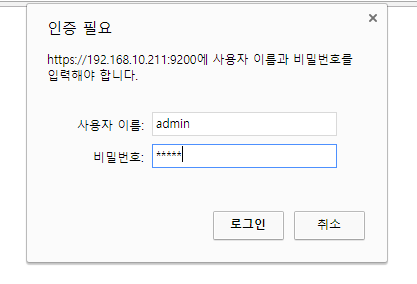 인증 필요
https://192.168.10.211:9200에 사용자 이름과 비밀번호를
입력해야 합니다.
사용자 이름: admin
비밀번호: *****
로그인 취소